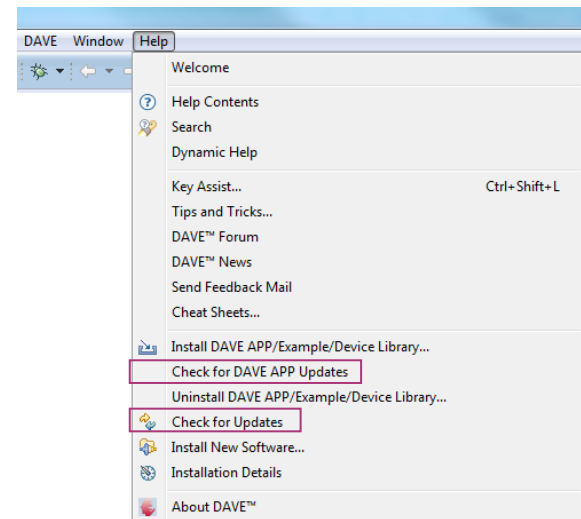 DAVE Window Help
Welcome
Help Contents
Search
Dynamic Help
Key Assist... Ctrl+Shift+L
Tips and Tricks...
DAVE™ Forum
DAVE™ News
Send Feedback Mail
Cheat Sheets...
Install DAVE APP/Example/Device Library...
Check for DAVE APP Updates
Uninstall DAVE APP/Example/Device Library...
Check for Updates
Install New Software...
Installation Details
About DAVE™